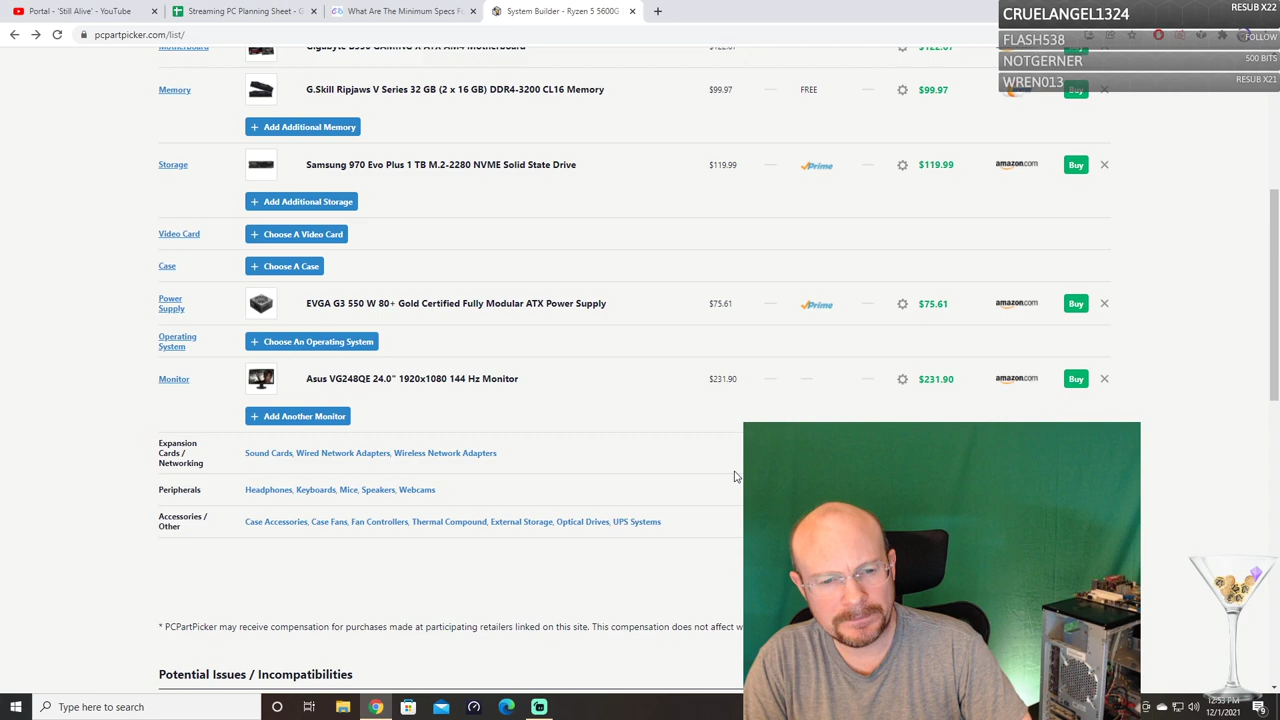 Portal - 'Still Alive' - YouTube
Streaming PC Planning Sheet - G
What Are The Minimum Specs F
System Builder - Ryzen 5 5600G
pcpartpicker.com/list/
CRUELANGEL1324 RESUB X22
FLASH538 FOLLOW
NOTGERNER 500 BITS
WREN013 RESUB X21
Motherboard Gigabyte B550 GAMING X ATX AM4 Motherboard
Memory G.Skill Ripjaws V Series 32 GB (2 x 16 GB) DDR4-3200 CL16 Memory $99.97 FREE $99.97 Buy
+ Add Additional Memory
Storage Samsung 970 Evo Plus 1 TB M.2-2280 NVME Solid State Drive $119.99 Prime $119.99 amazon.com Buy
+ Add Additional Storage
Video Card + Choose A Video Card
Case + Choose A Case
Power
Supply EVGA G3 550 W 80+ Gold Certified Fully Modular ATX Power Supply $75.61 Prime $75.61 amazon.com Buy
Operating
System + Choose An Operating System
Monitor Asus VG248QE 24.0" 1920x1080 144 Hz Monitor $231.90 $231.90 amazon.com Buy
+ Add Another Monitor
Expansion
Cards /
Networking Sound Cards, Wired Network Adapters, Wireless Network Adapters
Peripherals Headphones, Keyboards, Mice, Speakers, Webcams
Accessories /
Other Case Accessories, Case Fans, Fan Controllers, Thermal Compound, External Storage, Optical Drives, UPS Systems
* PCPartPicker may receive compensation for purchases made at participating retailers linked on this site. This compensation does not affect w
Potential Issues / Incompatibilities
Type here to search
12:53 PM
12/1/2021
9